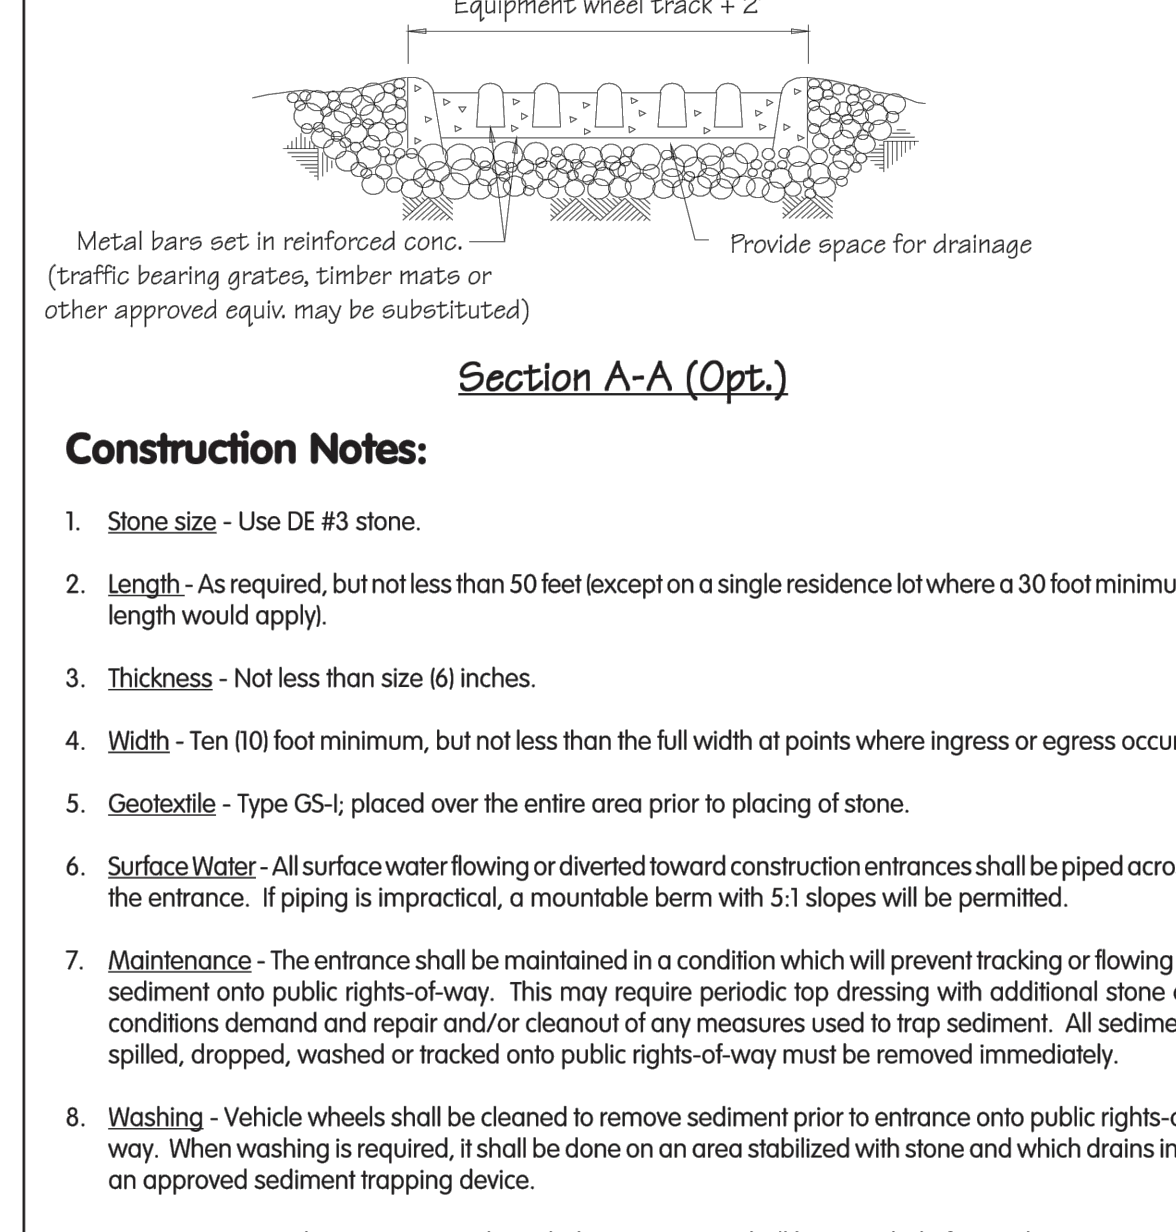 Equipment wheel track + 2
Metal bars set in reinforced conc.
(traffic bearing grates, timber mats or
other approved equiv. may be substituted)
Provide space for drainage
Section A-A (Opt.)
Construction Notes:
1. Stone size - Use DE #3 stone.
2. Length - As required, but not less than 50 feet (except on a single residence lot where a 30 foot minimu
length would apply).
3. Thickness - Not less than size (6) inches.
4. Width - Ten (10) foot minimum, but not less than the full width at points where ingress or egress occur
5. Geotextile - Type GS-I; placed over the entire area prior to placing of stone.
6. Surface Water - All surface water flowing or diverted toward construction entrances shall be piped acro
the entrance. If piping is impractical, a mountable berm with 5:1 slopes will be permitted.
7. Maintenance - The entrance shall be maintained in a condition which will prevent tracking or flowing
sediment onto public rights-of-way. This may require periodic top dressing with additional stone
conditions demand and repair and/or cleanout of any measures used to trap sediment. All sedime
spilled, dropped, washed or tracked onto public rights-of-way must be removed immediately.
8. Washing - Vehicle wheels shall be cleaned to remove sediment prior to entrance onto public rights-
way. When washing is required, it shall be done on an area stabilized with stone and which drains in
an approved sediment trapping device.